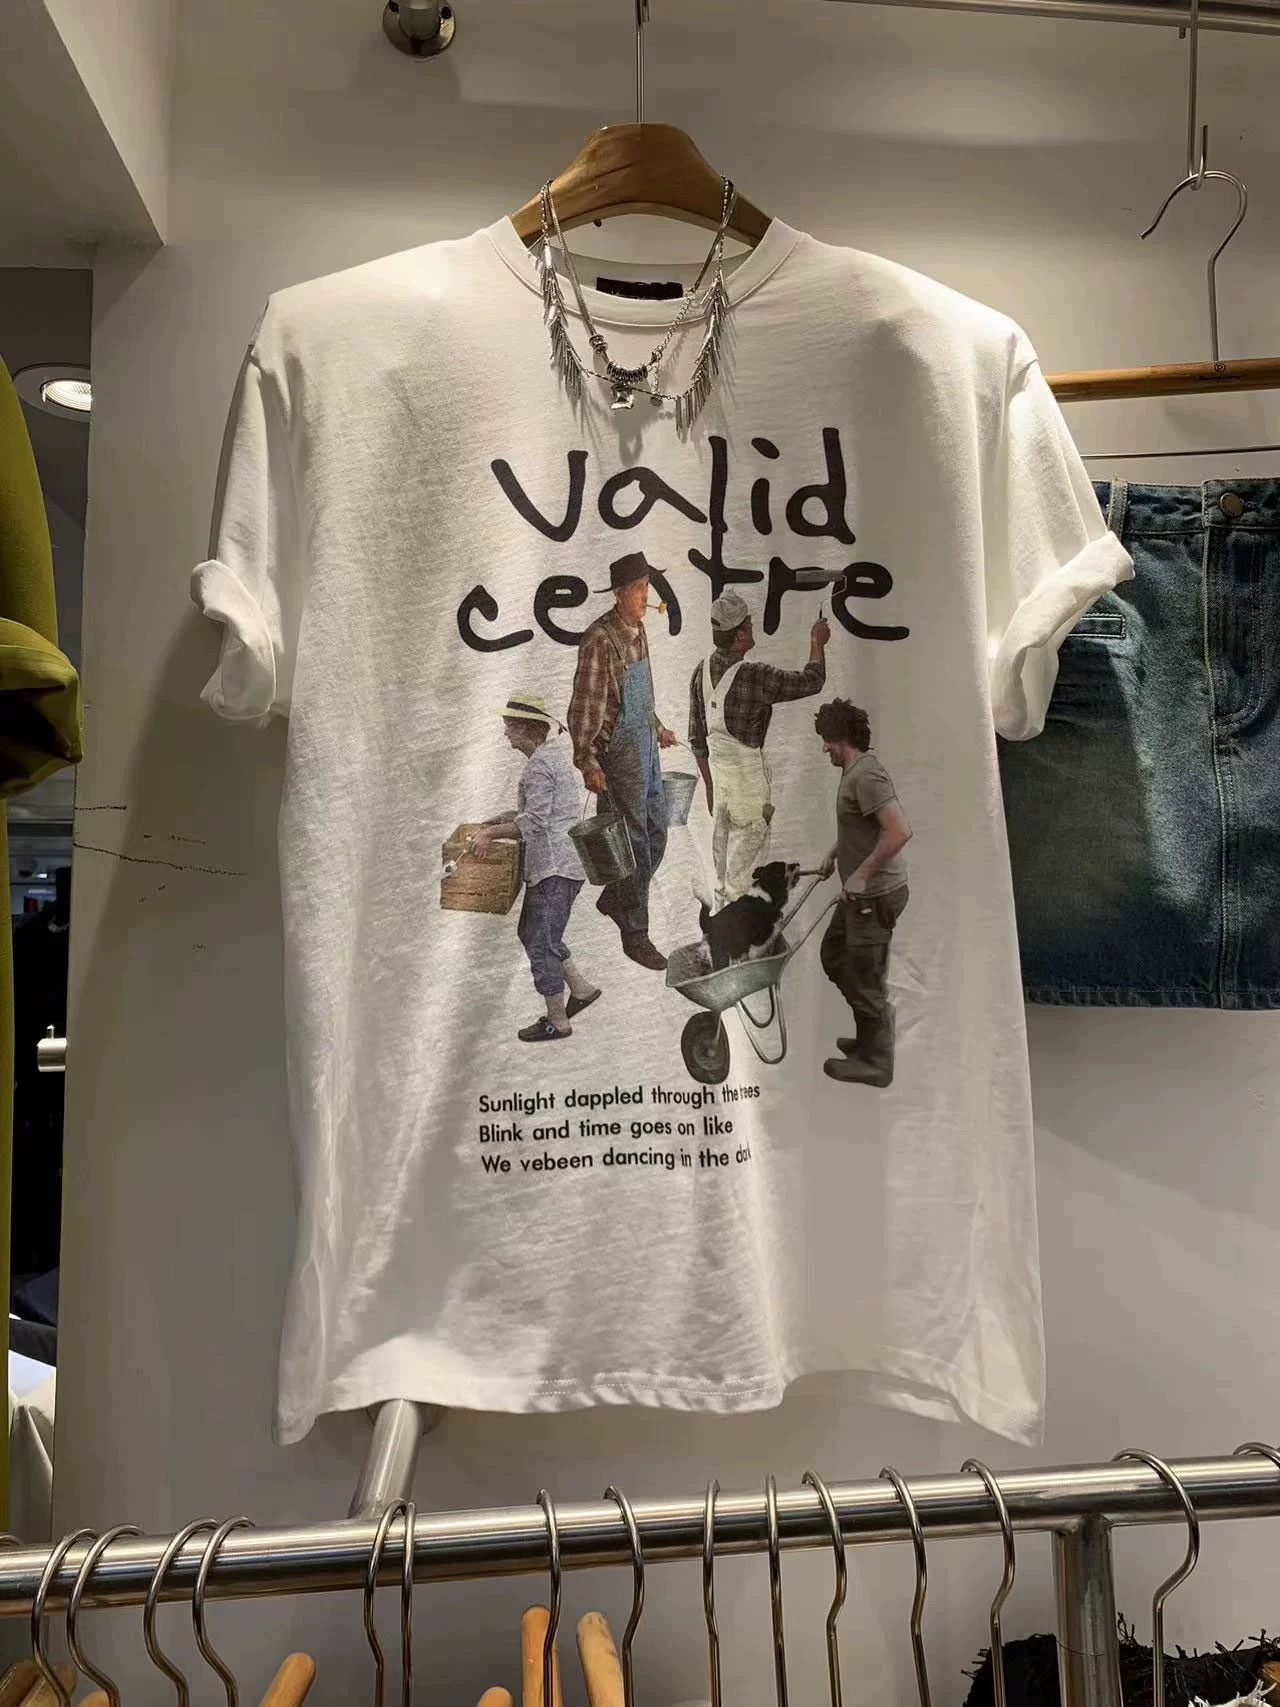 valid
centre
Sunlight dappled through the trees
Blink and time goes on like
We vebeen dancing in the